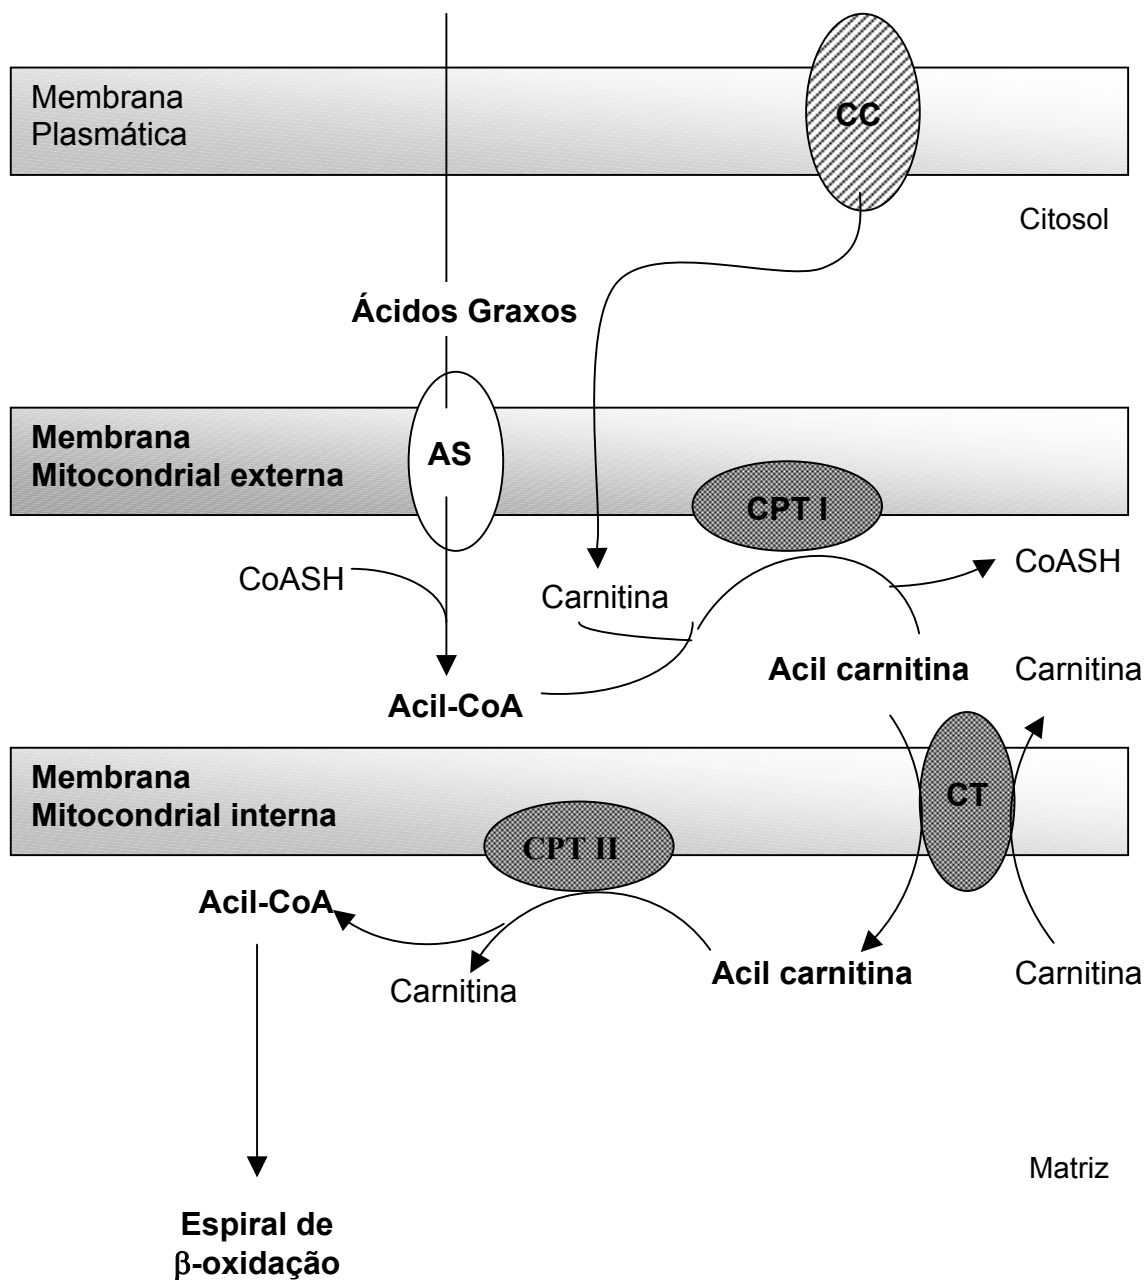 Membrana
Plasmática
CC
Citosol
Ácidos Graxos
Membrana
Mitocondrial externa
AS
CPT I
CoASH
Carnitina
CoASH
Acil-CoA
Acil carnitina
Carnitina
Membrana
Mitocondrial interna
CT
CPT II
Acil-CoA
Carnitina
Acil carnitina
Carnitina
Matriz
Espiral de
β-oxidação